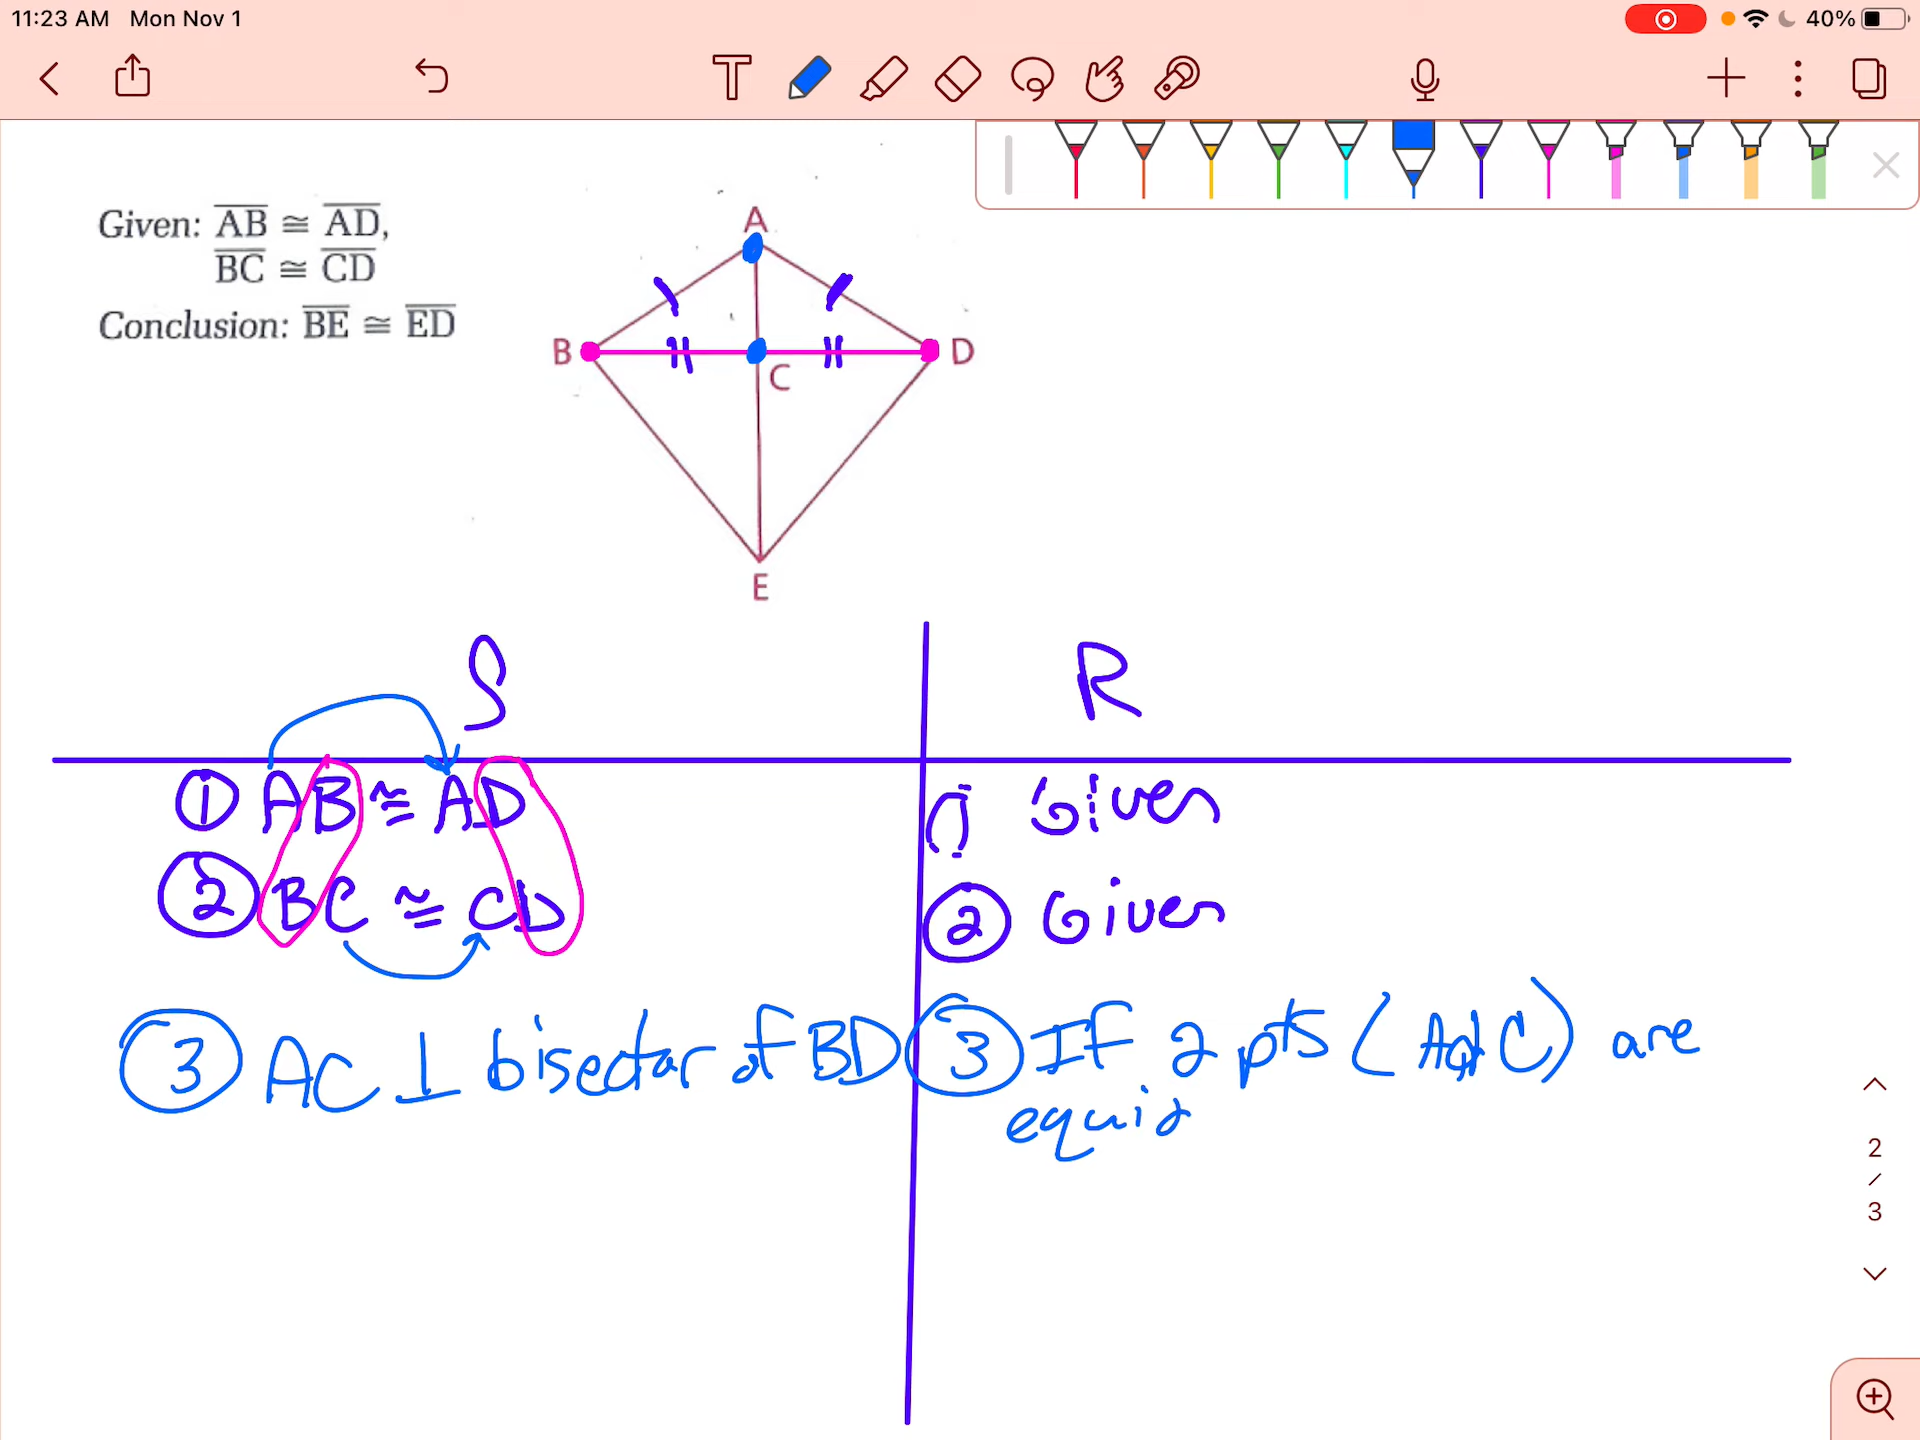 11:23 AM Mon Nov 1
40%
Given: AB ≅ AD,
BC ≅ CD
Conclusion: BE ≅ ED
A
B
D
C
E
S
R
① AB ≅ AD
① Given
② BC ≅ CD
② Given
③ AC ⊥ bisector of BD
③ If 2 pts (A & C) are
equid
2
/
3